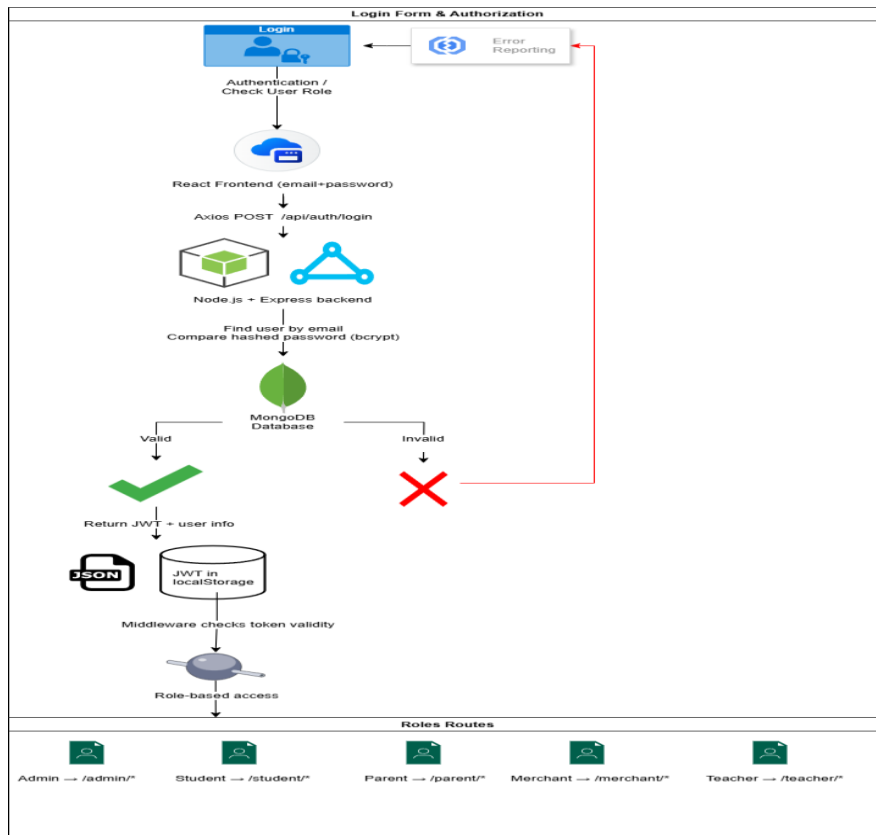 Login Form & Authorization
Login
Error
Reporting
Authentication /
Check User Role
React Frontend (email+password)
Axios POST /api/auth/login
Node.js + Express backend
Find user by email
Compare hashed password (bcrypt)
MongoDB
Database
Valid
Invalid
Return JWT + user info
JSON
JWT in
localStorage
Middleware checks token validity
Role-based access
Roles Routes
Admin → /admin/*
Student → /student/*
Parent → /parent/*
Merchant → /merchant/*
Teacher → /teacher/*